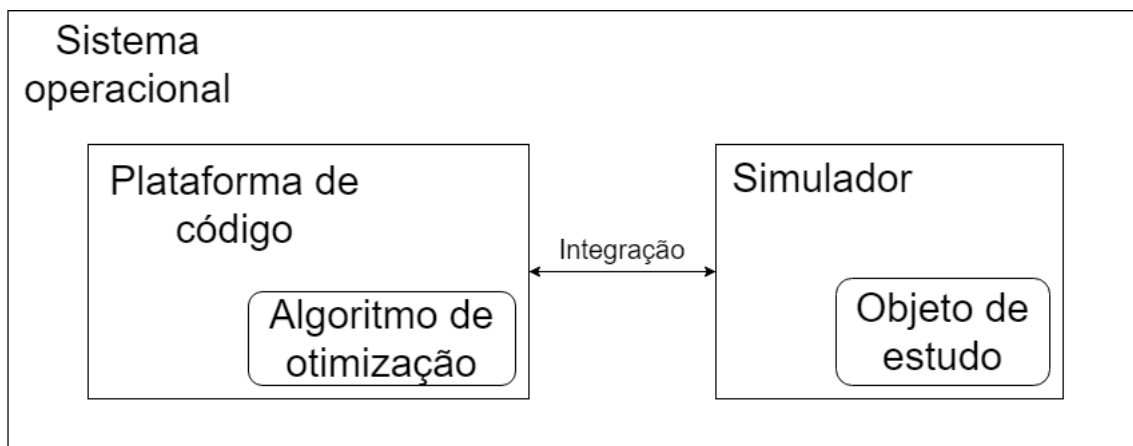 Sistema
operacional
Plataforma de
código
Simulador
Integração
Algoritmo de
otimização
Objeto de
estudo